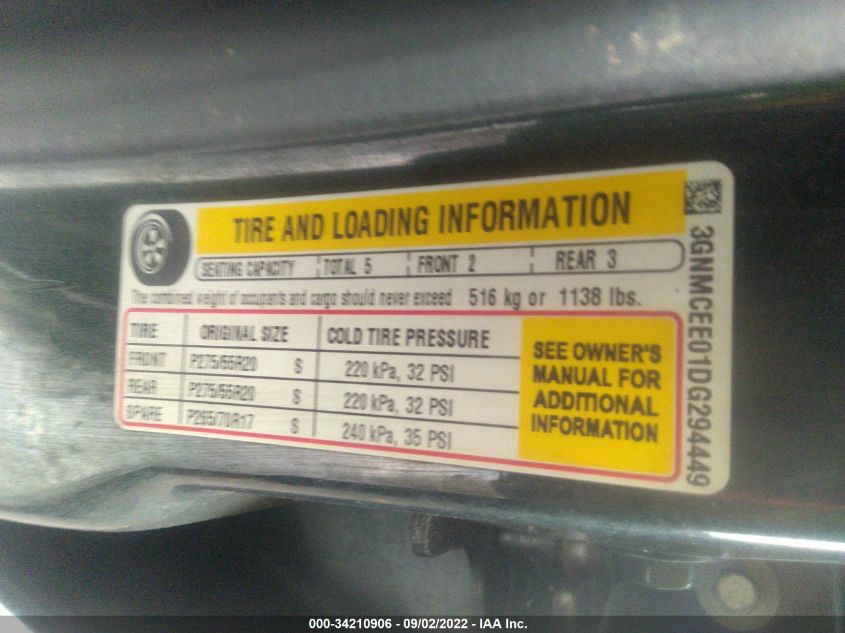 TIRE AND LOADING INFORMATION
SEATING CAPACITY TOTAL 5 FRONT 2 REAR 3
The combined weight of occupants and cargo should never exceed 516 kg or 1138 lbs.
TIRE ORIGINAL SIZE COLD TIRE PRESSURE
FRONT P275/55R20 S 220 kPa, 32 PSI
REAR P275/55R20 S 220 kPa, 32 PSI
SPARE P265/70R17 S 240 kPa, 35 PSI
SEE OWNER'S
MANUAL FOR
ADDITIONAL
INFORMATION
3GNMCEE01DG294449
000-34210906 - 09/02/2022 - IAA Inc.